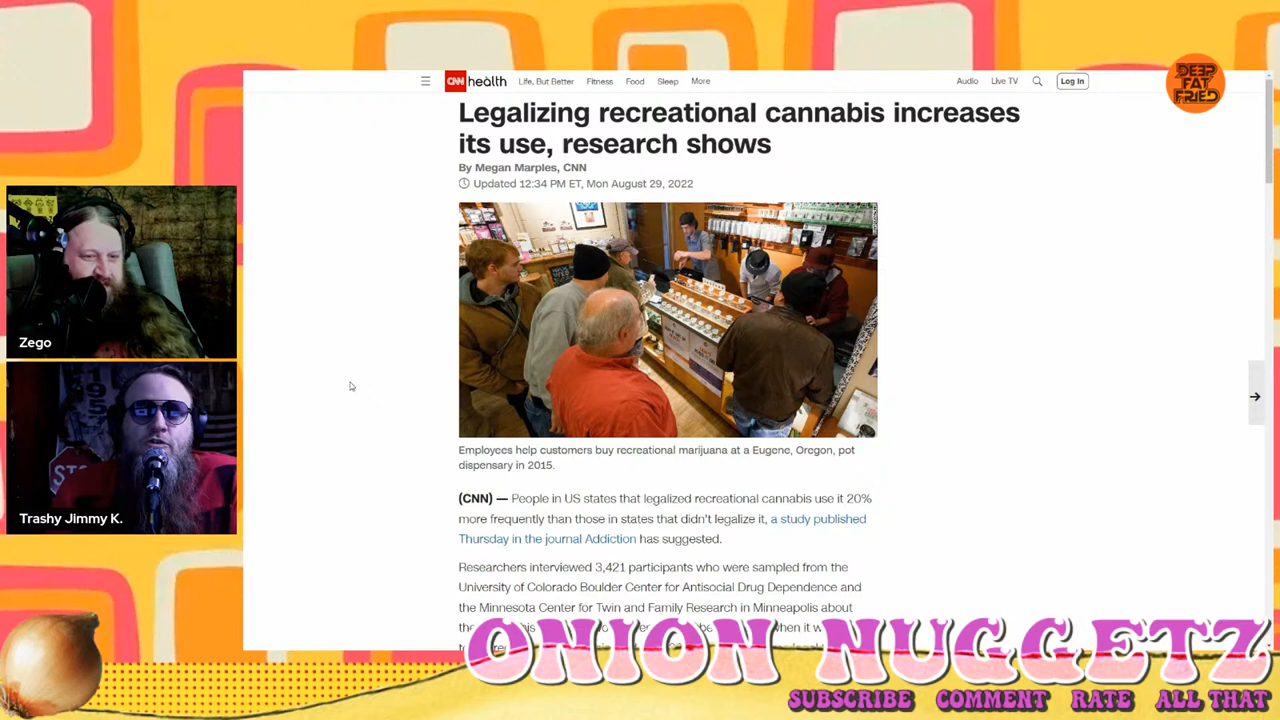 CNN health Life, But Better Fitness Food Sleep More Audio Live TV Log In
DEEP
FAT
FRIED
Legalizing recreational cannabis increases
its use, research shows
By Megan Marples, CNN
Updated 12:34 PM ET, Mon August 29, 2022
Zego
Employees help customers buy recreational marijuana at a Eugene, Oregon, pot
dispensary in 2015.
(CNN) — People in US states that legalized recreational cannabis use it 20%
more frequently than those in states that didn't legalize it, a study published
Thursday in the journal Addiction has suggested.
STO
Trashy Jimmy K.
Researchers interviewed 3,421 participants who were sampled from the
University of Colorado Boulder Center for Antisocial Drug Dependence and
the Minnesota Center for Twin and Family Research in Minneapolis about
ONION NUGGETZ
SUBSCRIBE COMMENT RATE ALL THAT